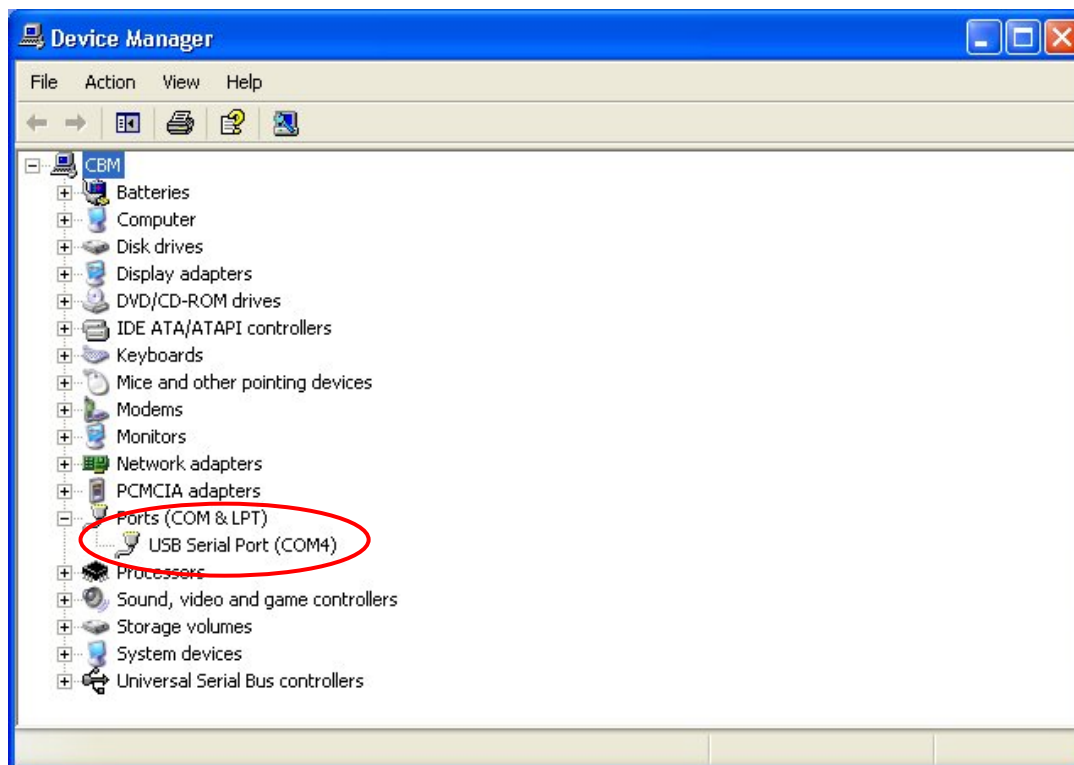 Device Manager
File Action View Help
CBM
Batteries
Computer
Disk drives
Display adapters
DVD/CD-ROM drives
IDE ATA/ATAPI controllers
Keyboards
Mice and other pointing devices
Modems
Monitors
Network adapters
PCMCIA adapters
Ports (COM & LPT)
USB Serial Port (COM4)
Processors
Sound, video and game controllers
Storage volumes
System devices
Universal Serial Bus controllers